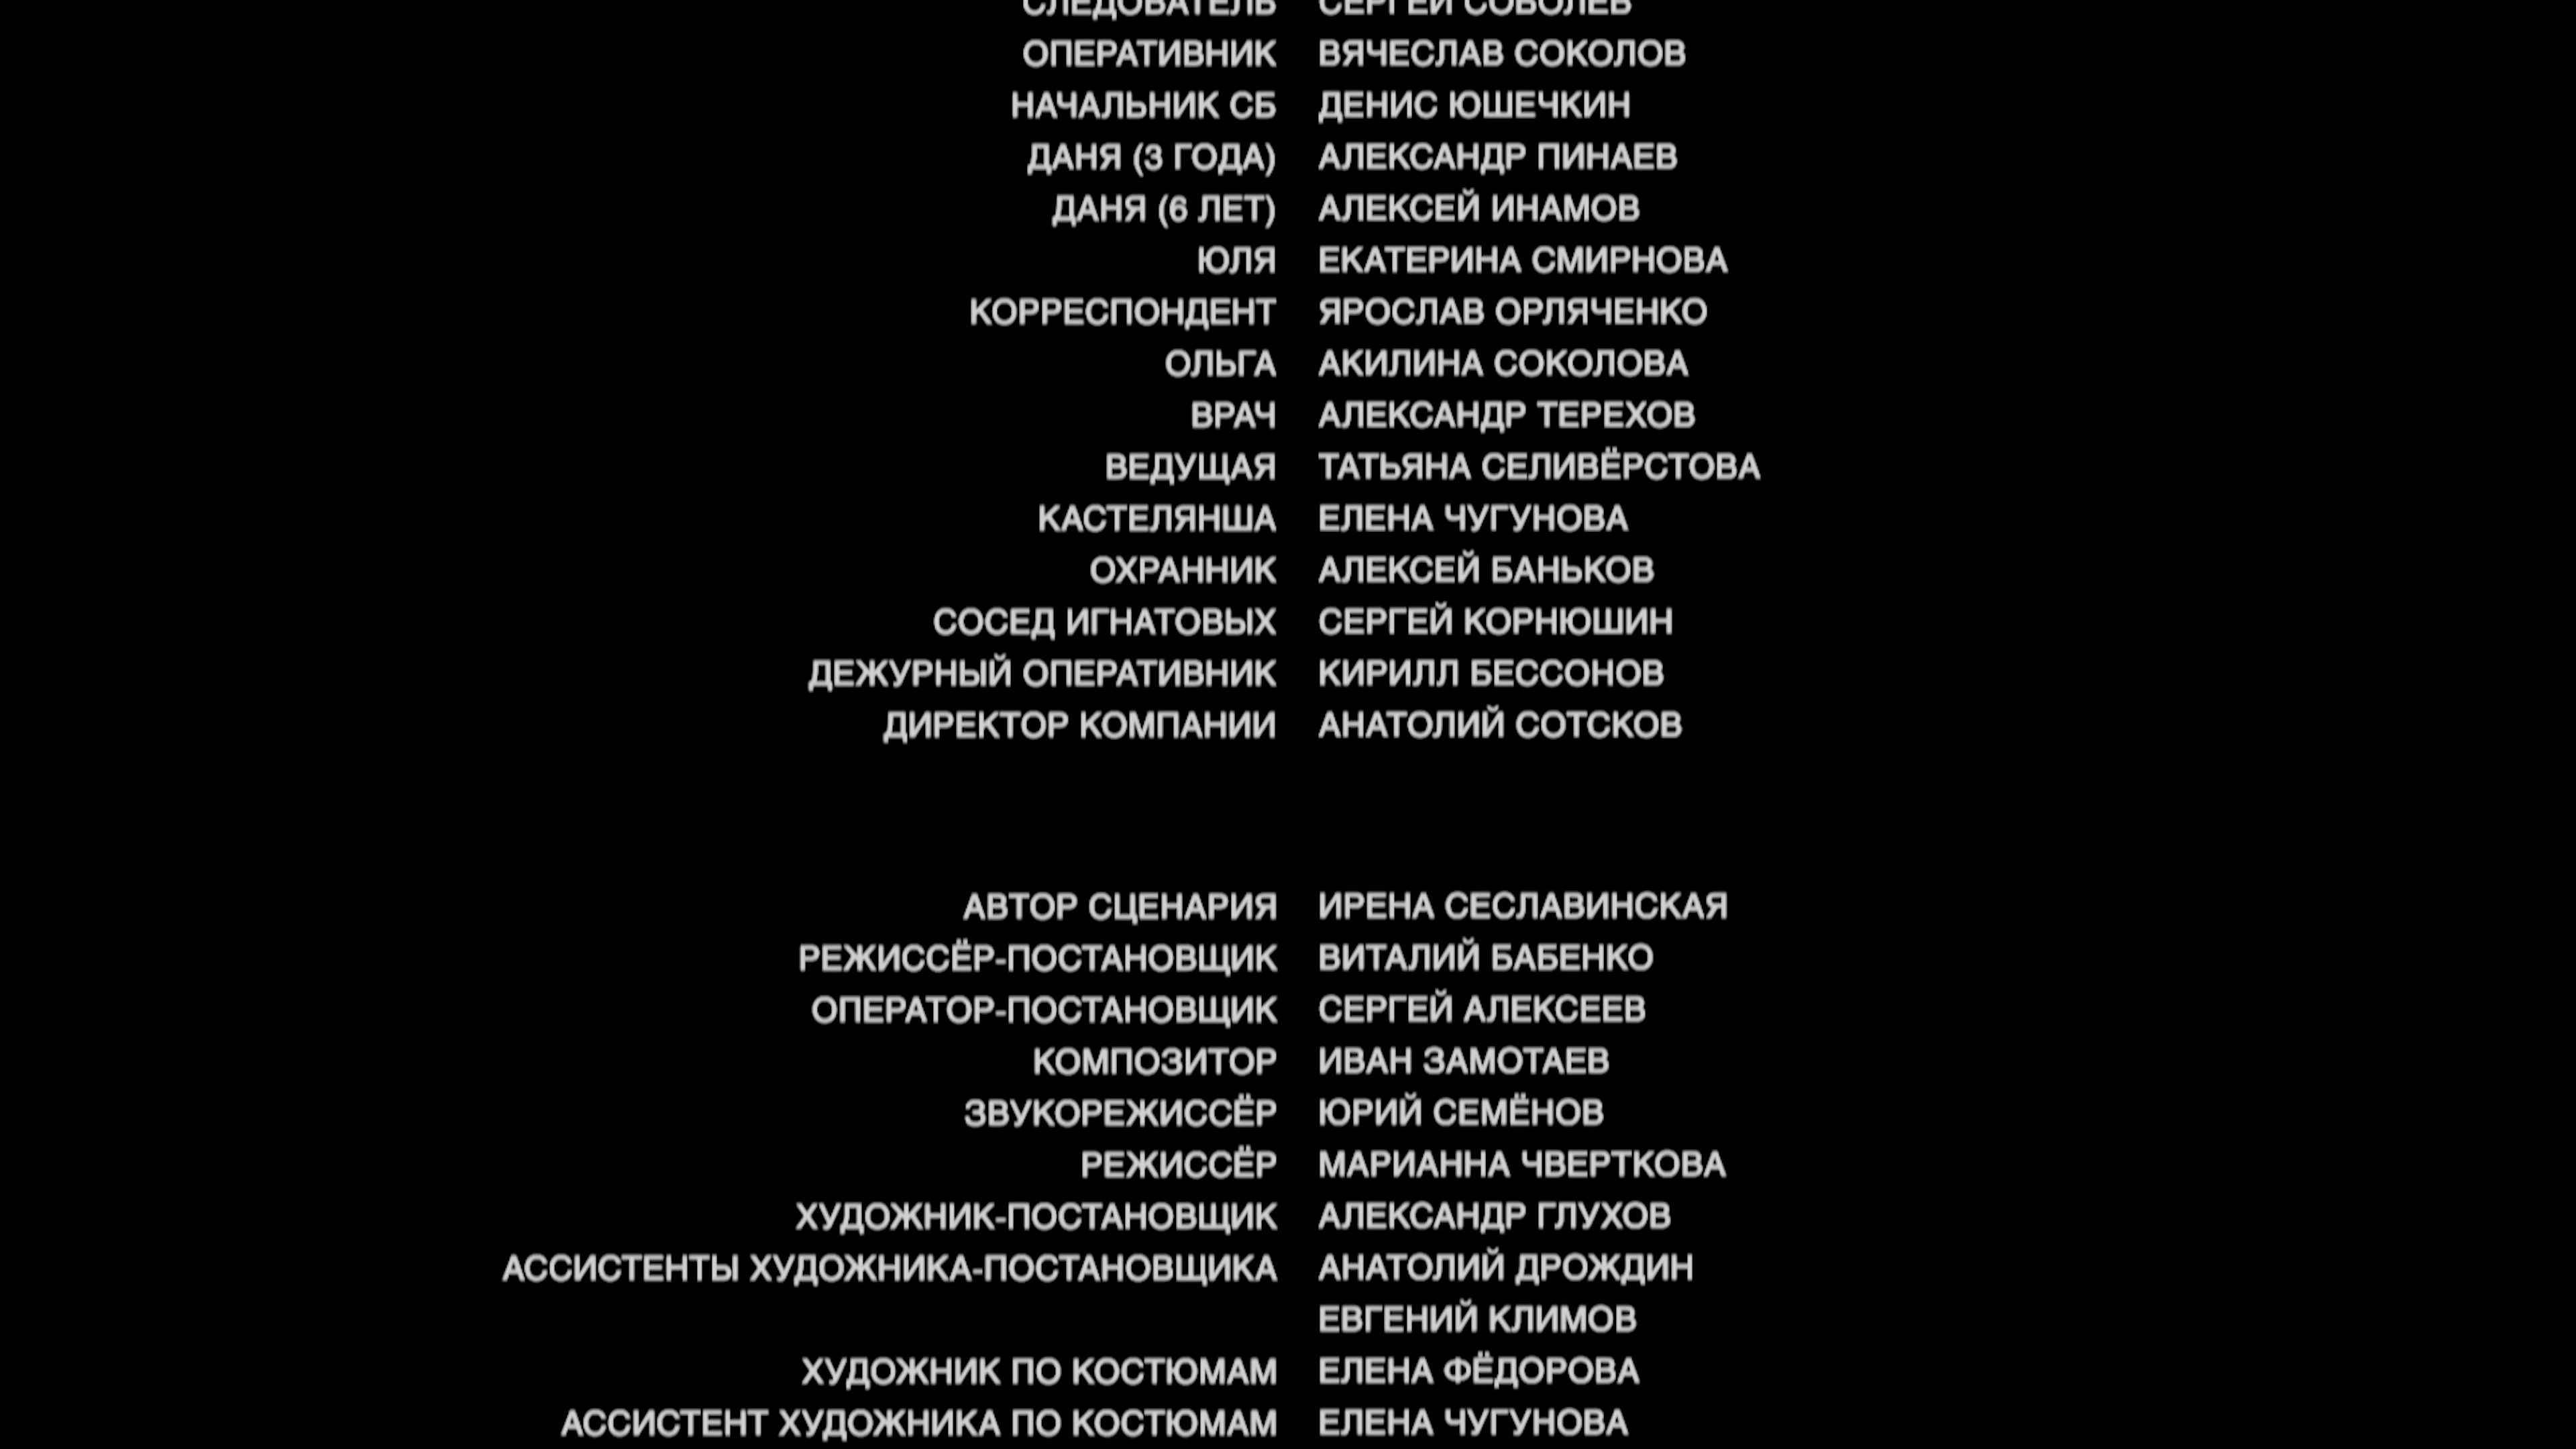 СЛЕДОВАТЕЛЬ СЕРГЕЙ СОБОЛЕВ
ОПЕРАТИВНИК ВЯЧЕСЛАВ СОКОЛОВ
НАЧАЛЬНИК СБ ДЕНИС ЮШЕЧКИН
ДАНЯ (3 ГОДА) АЛЕКСАНДР ПИНАЕВ
ДАНЯ (6 ЛЕТ) АЛЕКСЕЙ ИНАМОВ
ЮЛЯ ЕКАТЕРИНА СМИРНОВА
КОРРЕСПОНДЕНТ ЯРОСЛАВ ОРЛЯЧЕНКО
ОЛЬГА АКИЛИНА СОКОЛОВА
ВРАЧ АЛЕКСАНДР ТЕРЕХОВ
ВЕДУЩАЯ ТАТЬЯНА СЕЛИВЁРСТОВА
КАСТЕЛЯНША ЕЛЕНА ЧУГУНОВА
ОХРАННИК АЛЕКСЕЙ БАНЬКОВ
СОСЕД ИГНАТОВЫХ СЕРГЕЙ КОРНЮШИН
ДЕЖУРНЫЙ ОПЕРАТИВНИК КИРИЛЛ БЕССОНОВ
ДИРЕКТОР КОМПАНИИ АНАТОЛИЙ СОТСКОВ
АВТОР СЦЕНАРИЯ ИРЕНА СЕСЛАВИНСКАЯ
РЕЖИССЁР-ПОСТАНОВЩИК ВИТАЛИЙ БАБЕНКО
ОПЕРАТОР-ПОСТАНОВЩИК СЕРГЕЙ АЛЕКСЕЕВ
КОМПОЗИТОР ИВАН ЗАМОТАЕВ
ЗВУКОРЕЖИССЁР ЮРИЙ СЕМЁНОВ
РЕЖИССЁР МАРИАННА ЧВЕРТКОВА
ХУДОЖНИК-ПОСТАНОВЩИК АЛЕКСАНДР ГЛУХОВ
АССИСТЕНТЫ ХУДОЖНИКА-ПОСТАНОВЩИКА АНАТОЛИЙ ДРОЖДИН
ЕВГЕНИЙ КЛИМОВ
ХУДОЖНИК ПО КОСТЮМАМ ЕЛЕНА ФЁДОРОВА
АССИСТЕНТ ХУДОЖНИКА ПО КОСТЮМАМ ЕЛЕНА ЧУГУНОВА